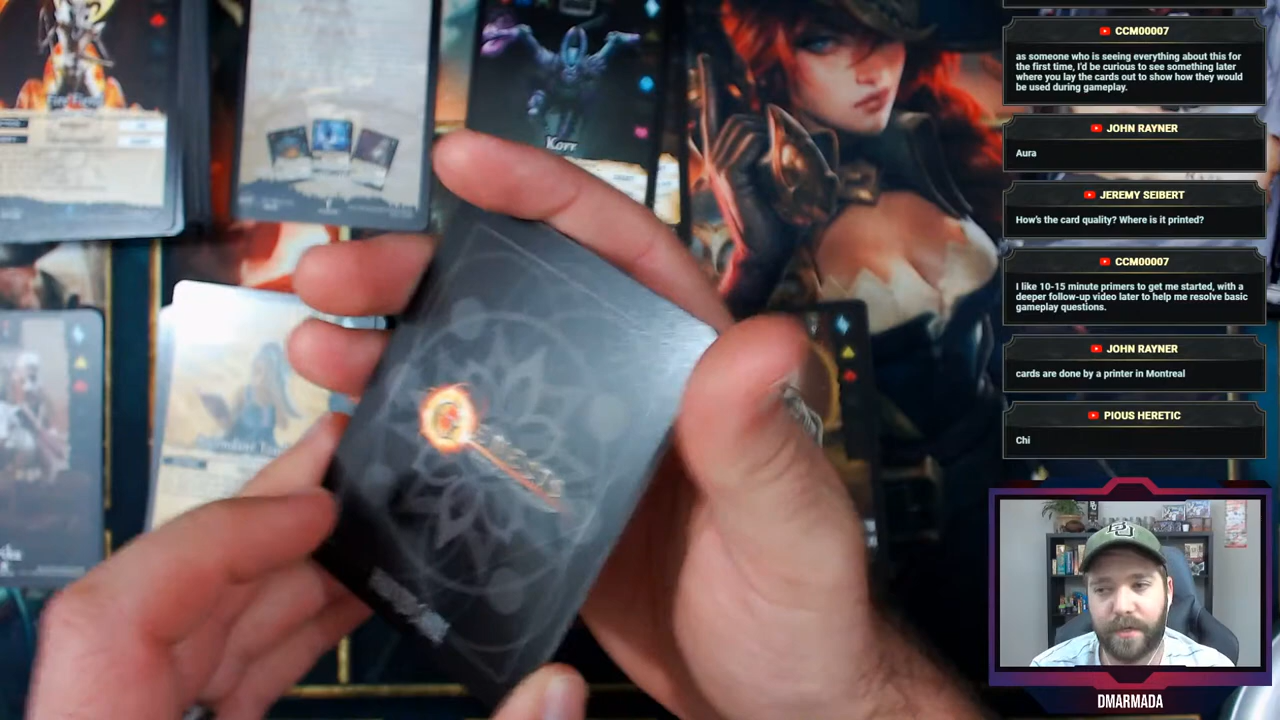 CCM00007
as someone who is seeing everything about this for
the first time, I'd be curious to see something later
where you lay the cards out to show how they would
be used during gameplay.
JOHN RAYNER
Aura
JEREMY SEIBERT
How's the card quality? Where is it printed?
CCM00007
I like 10-15 minute primers to get me started, with a
deeper follow-up video later to help me resolve basic
gameplay questions.
JOHN RAYNER
cards are done by a printer in Montreal
PIOUS HERETIC
Chi
DMARMADA
Korr